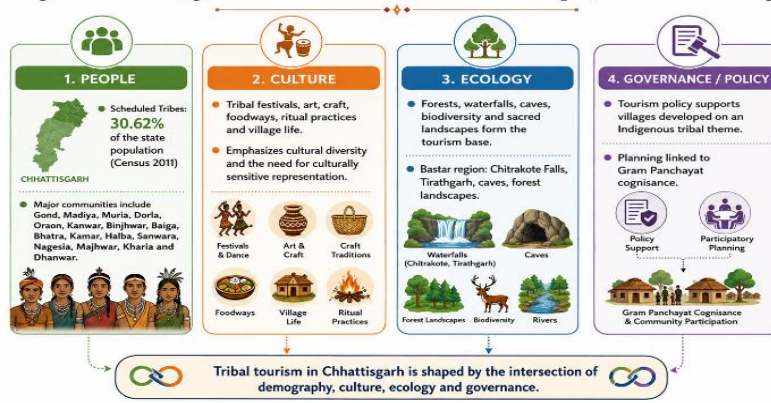 1. PEOPLE
Scheduled Tribes:
30.62%
of the state
population
(Census 2011)
CHHATTISGARH
Major communities include
Gond, Madiya, Muria, Dorla,
Oraon, Kanwar, Binjhwar, Baiga,
Bhatra, Kamar, Halba, Sanwara,
Nagesia, Majhwar, Kharia and
Dhanwar.
2. CULTURE
Tribal festivals, art, craft,
foodways, ritual practices
and village life.
Emphasizes cultural diversity
and the need for culturally
sensitive representation.
Festivals
& Dance
Art &
Craft
Craft
Traditions
Foodways
Village
Life
Ritual
Practices
3. ECOLOGY
Forests, waterfalls, caves,
biodiversity and sacred
landscapes form the
tourism base.
Bastar region: Chitrakote Falls,
Tirathgarh, caves, forest
landscapes.
Waterfalls
(Chitrakote, Tirathgarh)
Caves
Forest Landscapes
Biodiversity
Rivers
4. GOVERNANCE / POLICY
Tourism policy supports
villages developed on an
Indigenous tribal theme.
Planning linked to
Gram Panchayat
cognisance.
Policy
Support
Participatory
Planning
Gram Panchayat Cognisance
& Community Participation
Tribal tourism in Chhattisgarh is shaped by the intersection of
demography, culture, ecology and governance.